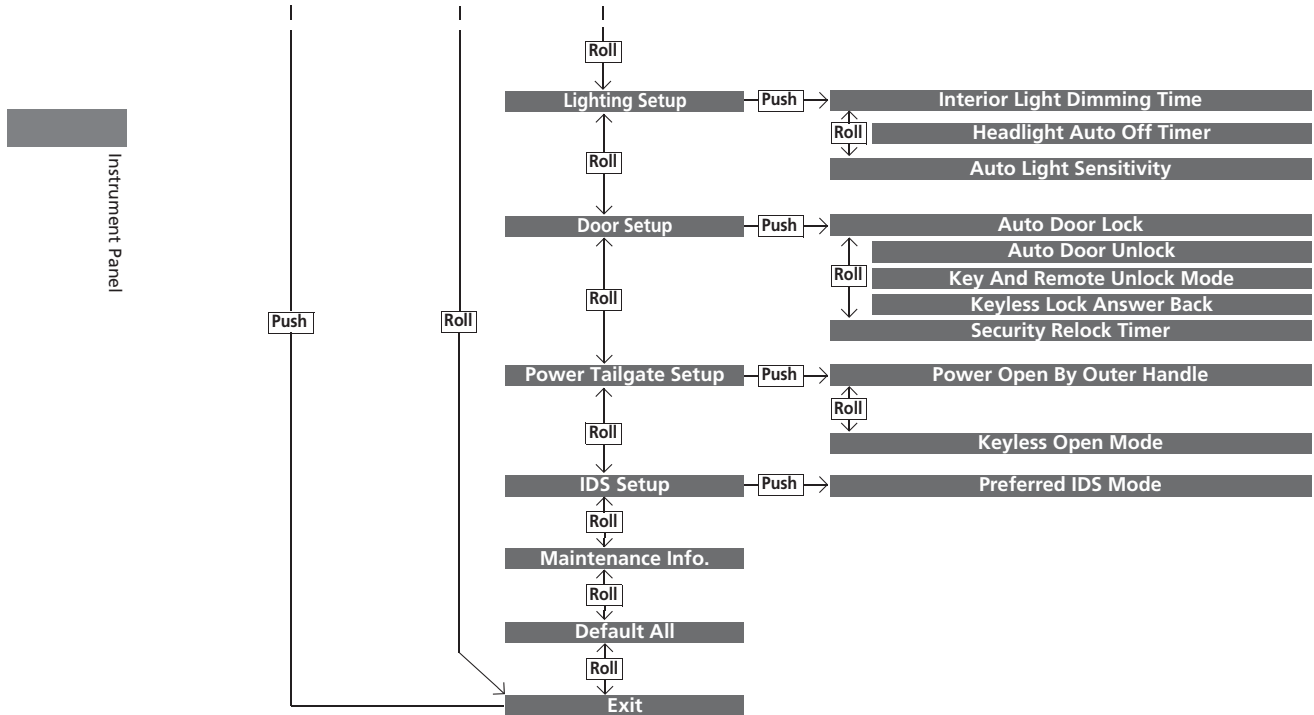 Roll
Lighting Setup Push Interior Light Dimming Time
Roll Headlight Auto Off Timer
Auto Light Sensitivity
Roll
Door Setup Push Auto Door Lock
Auto Door Unlock
Roll Key And Remote Unlock Mode
Keyless Lock Answer Back
Security Relock Timer
Roll
Instrument Panel
Push
Roll
Power Tailgate Setup Push Power Open By Outer Handle
Roll
Keyless Open Mode
Roll
IDS Setup Push Preferred IDS Mode
Roll
Maintenance Info.
Roll
Default All
Roll
Exit